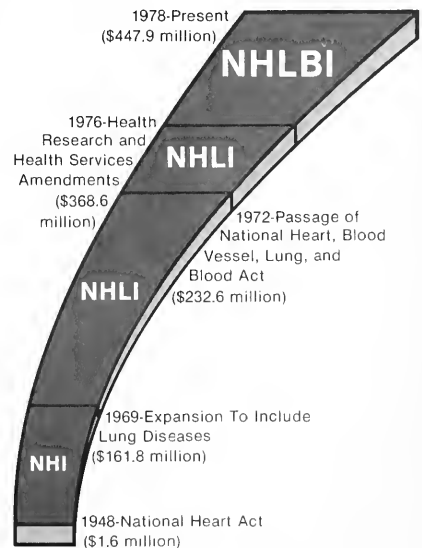 1978-Present
($447.9 million)
NHLBI
1976-Health
Research and
Health Services
Amendments
($368.6
million)
NHLI
1972-Passage of
National Heart, Blood
Vessel, Lung, and
Blood Act
($232.6 million)
NHLI
1969-Expansion To Include
Lung Diseases
($161.8 million)
NHI
1948-National Heart Act
($1.6 million)